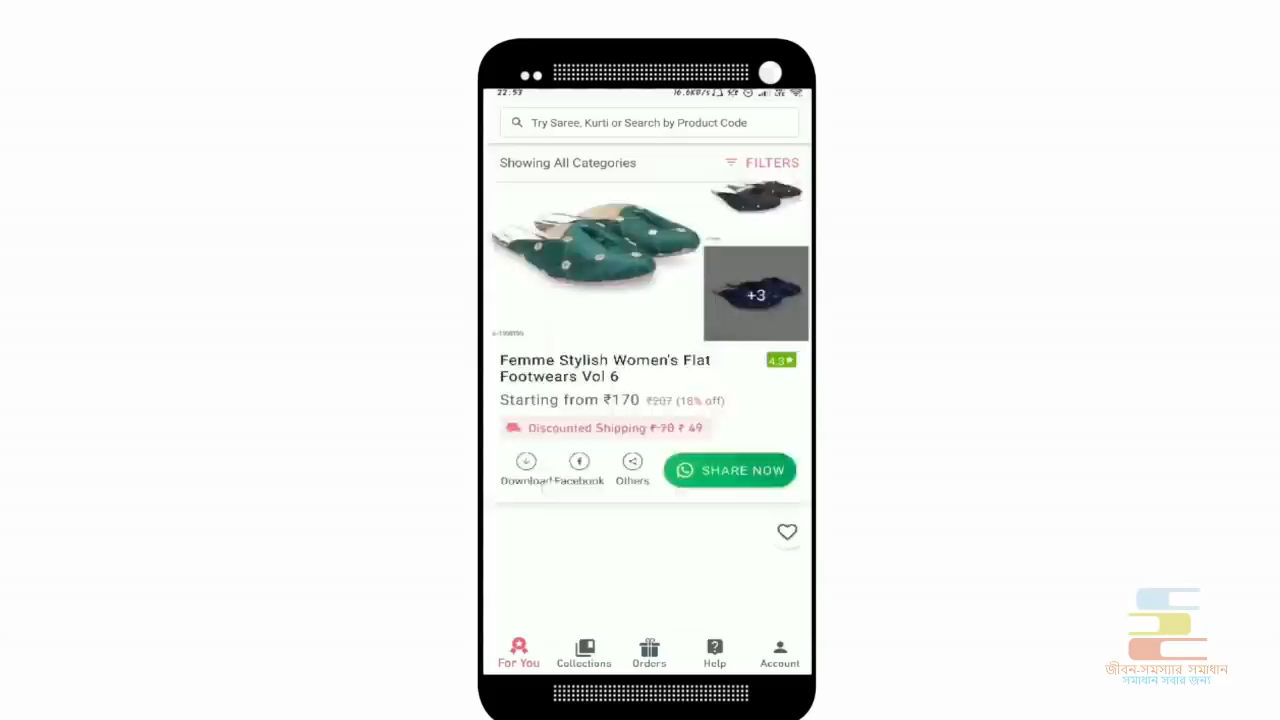 22:53
Try Saree, Kurti or Search by Product Code
Showing All Categories
FILTERS
+3
Femme Stylish Women's Flat
Footwears Vol 6
4.3
Starting from ₹170 ₹207 (18% off)
Discounted Shipping ₹ 70 ₹ 49
Download Facebook Others
SHARE NOW
For You Collections Orders Help Account
জীবন-সমস্যার সমাধান
সমাধান সবার জন্য